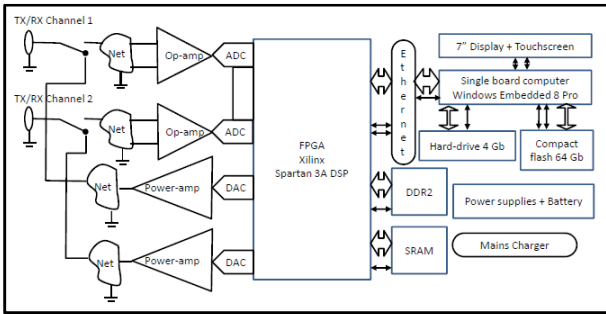 TX/RX Channel 1
Net
Op-amp
ADC
TX/RX Channel 2
Net
Op-amp
ADC
Net
Power-amp
DAC
Net
Power-amp
DAC
FPGA
Xilinx
Spartan 3A DSP
Ethernet
7” Display + Touchscreen
Single board computer
Windows Embedded 8 Pro
Hard-drive 4 Gb
Compact
flash 64 Gb
DDR2
Power supplies + Battery
SRAM
Mains Charger